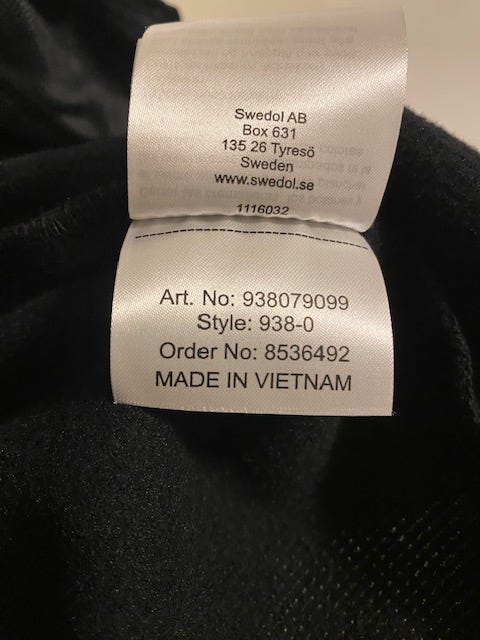 Swedol AB
Box 631
135 26 Tyresö
Sweden
www.swedol.se
1116032
Art. No: 938079099
Style: 938-0
Order No: 8536492
MADE IN VIETNAM